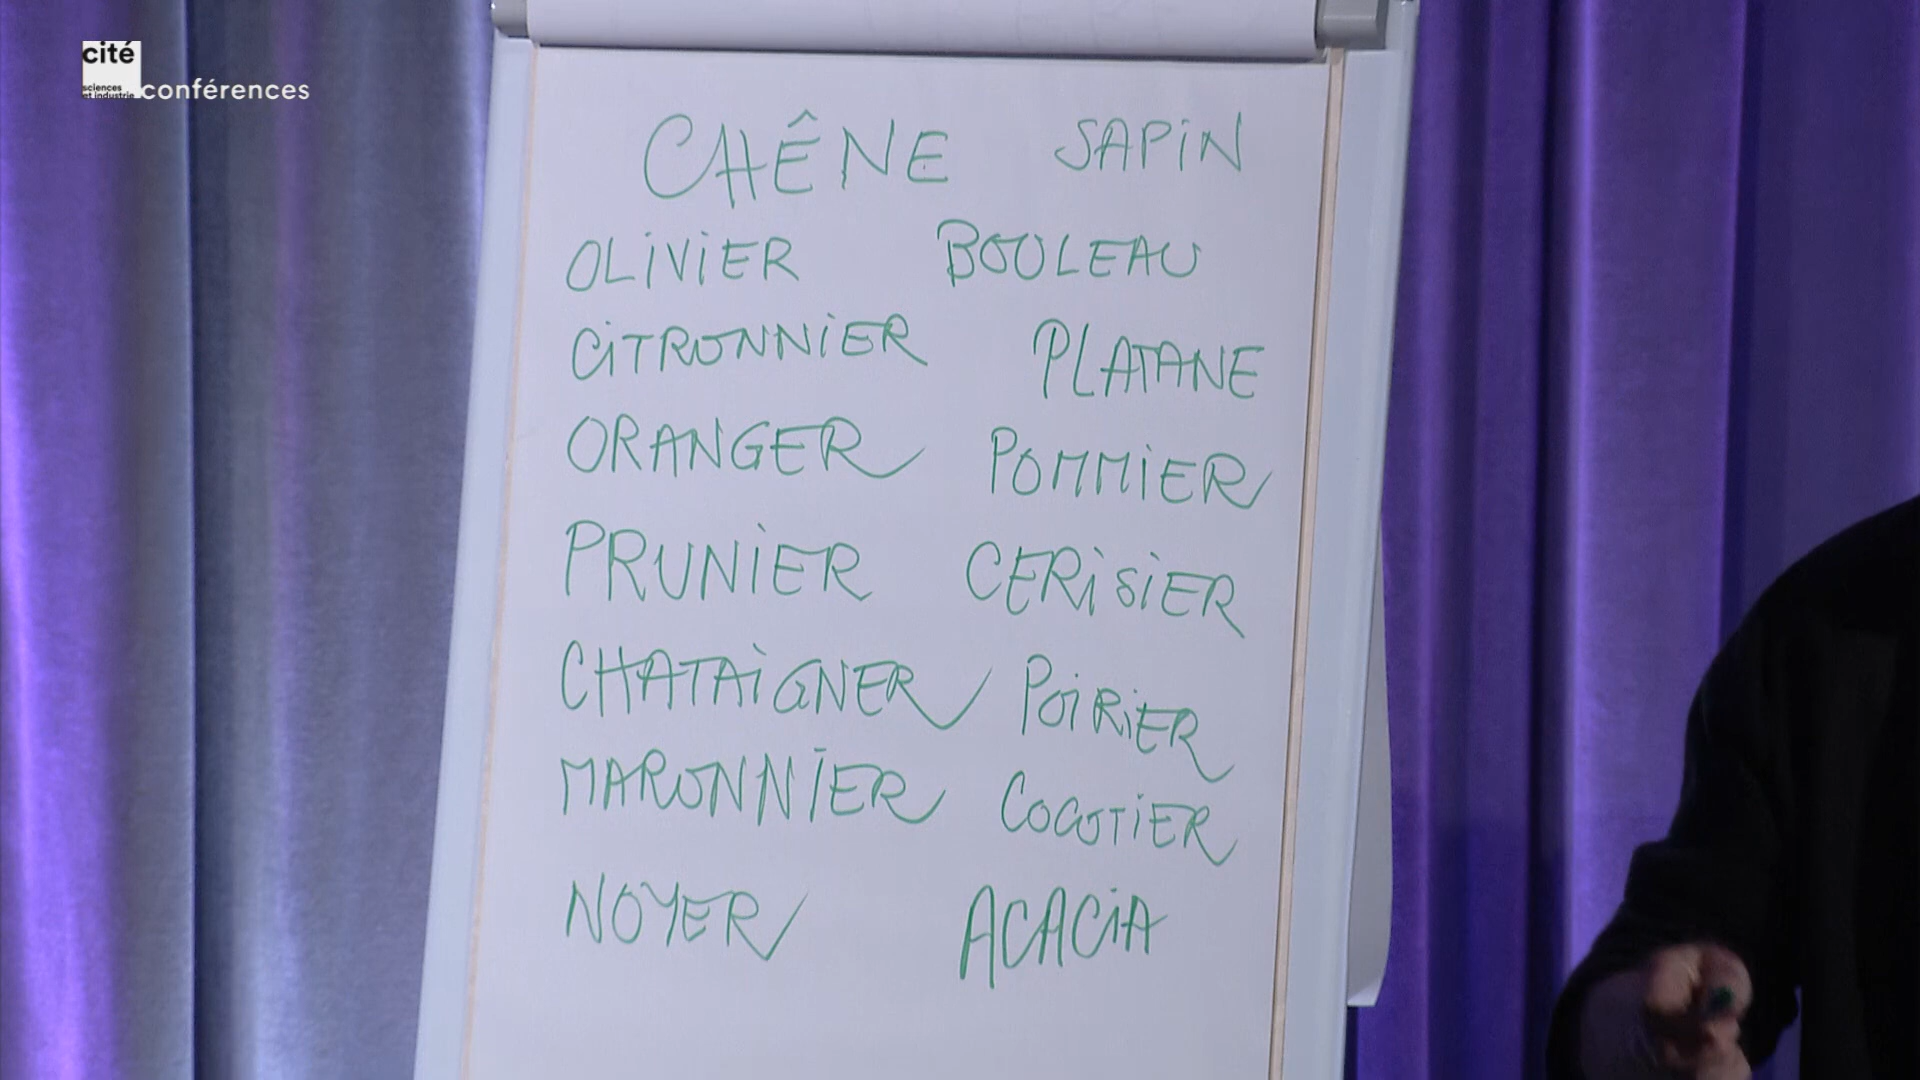 cité
sciences
et industrie
conférences
CHÊNE SAPIN
OLIVIER BOULEAU
CITRONNIER PLATANE
ORANGER POMMIER
PRUNIER CERISIER
CHATAIGNER POIRIER
MARONNIER COCOTIER
NOYER ACACIA